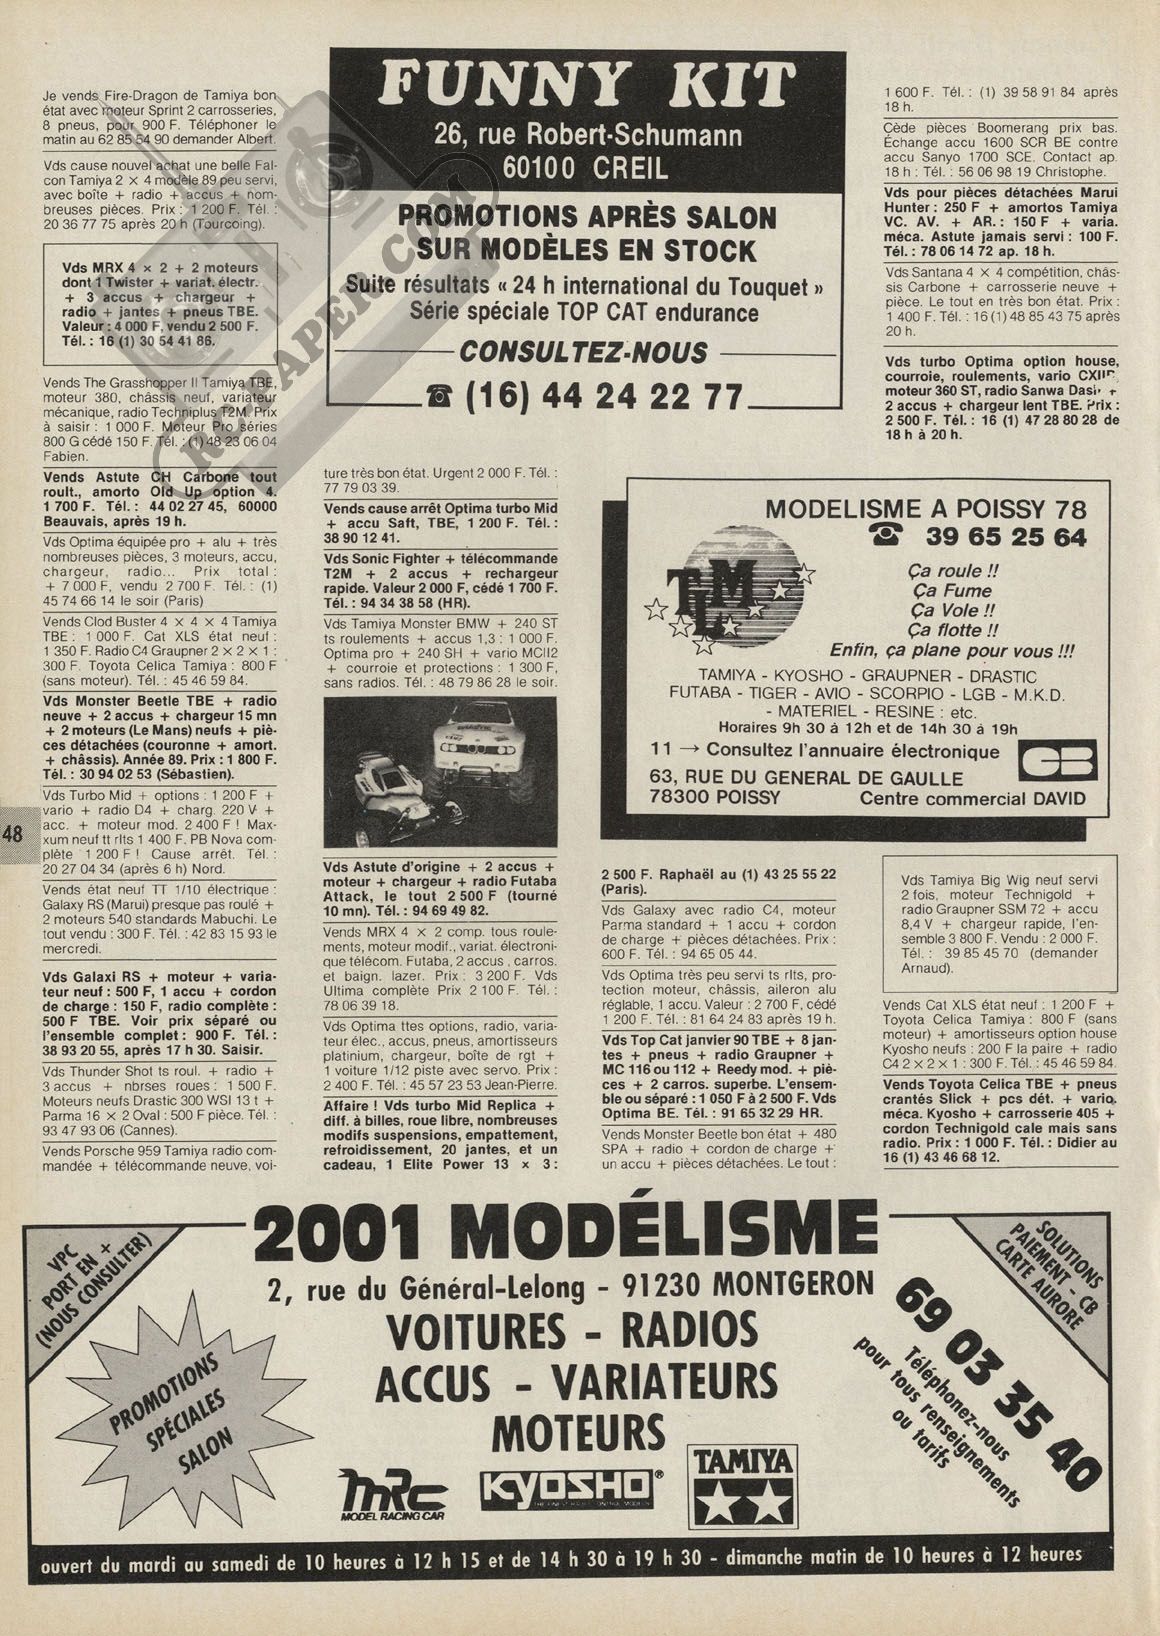 Je vends Fire-Dragon de Tamiya bon
état avec moteur Sprint 2 carrosseries,
8 pneus, pour 900 F. Téléphoner le
matin au 62 85 54 90 demander Albert.
Vds cause nouvel achat une belle Fal-
con Tamiya 2 × 4 modèle 89 peu servi,
avec boîte + radio + accus + nom-
breuses pièces. Prix : 1 200 F. Tél. :
20 36 77 75 après 20 h (Tourcoing).
Vds MRX 4 × 2 + 2 moteurs
dont 1 Twister + variat. électr.
+ 3 accus + chargeur +
radio + jantes + pneus TBE.
Valeur : 4 000 F, vendu 2 500 F.
Tél. : 16 (1) 30 54 41 86.
Vends The Grasshopper II Tamiya TBE,
moteur 380, châssis neuf, variateur
mécanique, radio Techniplus T2M. Prix
à saisir : 1 000 F. Moteur Pro séries
800 G cédé 150 F. Tél. : (1) 48 23 06 04
Fabien.
Vends Astute CH Carbone tout
roult., amorto Old Up option 4.
1 700 F. Tél. : 44 02 27 45, 60000
Beauvais, après 19 h.
Vds Optima équipée pro + alu + très
nombreuses pièces, 3 moteurs, accu,
chargeur, radio... Prix total :
+ 7 000 F, vendu 2 700 F. Tél. : (1)
45 74 66 14 le soir (Paris)
Vends Clod Buster 4 × 4 × 4 Tamiya
TBE : 1 000 F. Cat XLS état neuf :
1 350 F. Radio C4 Graupner 2 × 2 × 1 :
300 F. Toyota Celica Tamiya : 800 F
(sans moteur). Tél. : 45 46 59 84.
Vds Monster Beetle TBE + radio
neuve + 2 accus + chargeur 15 mn
+ 2 moteurs (Le Mans) neufs + piè-
ces détachées (couronne + amort.
+ châssis). Année 89. Prix : 1 800 F.
Tél. : 30 94 02 53 (Sébastien).
Vds Turbo Mid + options : 1 200 F +
vario + radio D4 + charg. 220 V +
acc. + moteur mod. 2 400 F ! Max-
xum neuf tt rlts 1 400 F. PB Nova com-
plète 1 200 F ! Cause arrêt. Tél. :
20 27 04 34 (après 6 h) Nord.
Vends état neuf TT 1/10 électrique :
Galaxy RS (Marui) presque pas roulé +
2 moteurs 540 standards Mabuchi. Le
tout vendu : 300 F. Tél. : 42 83 15 93 le
mercredi.
Vds Galaxi RS + moteur + varia-
teur neuf : 500 F, 1 accu + cordon
de charge : 150 F, radio complète :
500 F TBE. Voir prix séparé ou
l'ensemble complet : 900 F. Tél. :
38 93 20 55, après 17 h 30. Saisir.
Vds Thunder Shot ts roul. + radio +
3 accus + nbrses roues : 1 500 F.
Moteurs neufs Drastic 300 WSI 13 t +
Parma 16 × 2 Oval : 500 F pièce. Tél. :
93 47 93 06 (Cannes).
Vends Porsche 959 Tamiya radio com-
mandée + télécommande neuve, voi-
48
FUNNY KIT
26, rue Robert-Schumann
60100 CREIL
PROMOTIONS APRÈS SALON
SUR MODÈLES EN STOCK
Suite résultats « 24 h international du Touquet »
Série spéciale TOP CAT endurance
CONSULTEZ-NOUS
☎ (16) 44 24 22 77
RC-PAPER.COM
ture très bon état. Urgent 2 000 F. Tél. :
77 79 03 39.
Vends cause arrêt Optima turbo Mid
+ accu Saft, TBE, 1 200 F. Tél. :
38 90 12 41.
Vds Sonic Fighter + télécommande
T2M + 2 accus + rechargeur
rapide. Valeur 2 000 F, cédé 1 700 F.
Tél. : 94 34 38 58 (HR).
Vds Tamiya Monster BMW + 240 ST
ts roulements + accus 1,3 : 1 000 F.
Optima pro + 240 SH + vario MCII2
+ courroie et protections : 1 300 F,
sans radios. Tél. : 48 79 86 28 le soir.
Vds Astute d'origine + 2 accus +
moteur + chargeur + radio Futaba
Attack, le tout 2 500 F (tourné
10 mn). Tél. : 94 69 49 82.
Vends MRX 4 × 2 comp. tous roule-
ments, moteur modif., variat. électroni-
que télécom. Futaba, 2 accus , carros.
et baign. lazer. Prix : 3 200 F. Vds
Ultima complète Prix 2 100 F. Tél. :
78 06 39 18.
Vds Optima ttes options, radio, varia-
teur élec., accus, pneus, amortisseurs
platinium, chargeur, boîte de rgt +
1 voiture 1/12 piste avec servo. Prix :
2 400 F. Tél. : 45 57 23 53 Jean-Pierre.
Affaire ! Vds turbo Mid Replica +
diff. à billes, roue libre, nombreuses
modifs suspensions, empattement,
refroidissement, 20 jantes, et un
cadeau, 1 Elite Power 13 × 3 :
2 500 F. Raphaël au (1) 43 25 55 22
(Paris).
Vds Galaxy avec radio C4, moteur
Parma standard + 1 accu + cordon
de charge + pièces détachées. Prix :
600 F. Tél. : 94 65 05 44.
Vds Optima très peu servi ts rlts, pro-
tection moteur, châssis, aileron alu
réglable, 1 accu. Valeur : 2 700 F, cédé
1 200 F. Tél. : 81 64 24 83 après 19 h.
Vds Top Cat janvier 90 TBE + 8 jan-
tes + pneus + radio Graupner +
MC 116 ou 112 + Reedy mod. + piè-
ces + 2 carros. superbe. L'ensem-
ble ou séparé : 1 050 F à 2 500 F. Vds
Optima BE. Tél. : 91 65 32 29 HR.
Vends Monster Beetle bon état + 480
SPA + radio + cordon de charge +
un accu + pièces détachées. Le tout :
1 600 F. Tél. : (1) 39 58 91 84 après
18 h.
Cède pièces Boomerang prix bas.
Échange accu 1600 SCR BE contre
accu Sanyo 1700 SCE. Contact ap.
18 h : Tél. : 56 06 98 19 Christophe.
Vds pour pièces détachées Marui
Hunter : 250 F + amortos Tamiya
VC. AV. + AR. : 150 F + varia.
méca. Astute jamais servi : 100 F.
Tél. : 78 06 14 72 ap. 18 h.
Vds Santana 4 × 4 compétition, châs-
sis Carbone + carrosserie neuve +
pièce. Le tout en très bon état. Prix :
1 400 F. Tél. : 16 (1) 48 85 43 75 après
20 h.
Vds turbo Optima option house,
courroie, roulements, vario
moteur 360 ST, radio Sanwa Dash +
2 accus + chargeur lent TBE. Prix :
2 500 F. Tél. : 16 (1) 47 28 80 28 de
18 h à 20 h.
MODELISME A POISSY 78
☎ 39 65 25 64
TLM
Ça roule !!
Ça Fume
Ça Vole !!
Ça flotte !!
Enfin, ça plane pour vous !!!
TAMIYA - KYOSHO - GRAUPNER - DRASTIC
FUTABA - TIGER - AVIO - SCORPIO - LGB - M.K.D.
- MATERIEL - RESINE : etc.
Horaires 9h 30 à 12h et de 14h 30 à 19h
11 → Consultez l'annuaire électronique
63, RUE DU GENERAL DE GAULLE
78300 POISSY Centre commercial DAVID
CB
Vds Tamiya Big Wig neuf servi
2 fois, moteur Technigold +
radio Graupner SSM 72 + accu
8,4 V + chargeur rapide, l'en-
semble 3 800 F. Vendu : 2 000 F.
Tél. : 39 85 45 70 (demander
Arnaud).
Vends Cat XLS état neuf : 1 200 F +
Toyota Celica Tamiya : 800 F (sans
moteur) + amortisseurs option house
Kyosho neufs : 200 F la paire + radio
C4 2 × 2 × 1 : 300 F. Tél. : 45 46 59 84.
Vends Toyota Celica TBE + pneus
crantés Slick + pcs dét. + vario
méca. Kyosho + carrosserie 405 +
cordon Technigold cale mais sans
radio. Prix : 1 000 F. Tél. : Didier au
16 (1) 43 46 68 12.
2001 MODÉLISME
2, rue du Général-Lelong - 91230 MONTGERON
VPC
PORT EN +
(NOUS CONSULTER)
PROMOTIONS
SPÉCIALES
SALON
VOITURES - RADIOS
ACCUS - VARIATEURS
MOTEURS
MRC
MODEL RACING CAR
KYOSHO®
THE FINEST RADIO CONTROL MODELS
TAMIYA
SOLUTIONS
PAIEMENT - CB
CARTE AURORE
69 03 35 40
Téléphonez-nous
pour tous renseignements
ou tarifs
ouvert du mardi au samedi de 10 heures à 12 h 15 et de 14 h 30 à 19 h 30 - dimanche matin de 10 heures à 12 heures